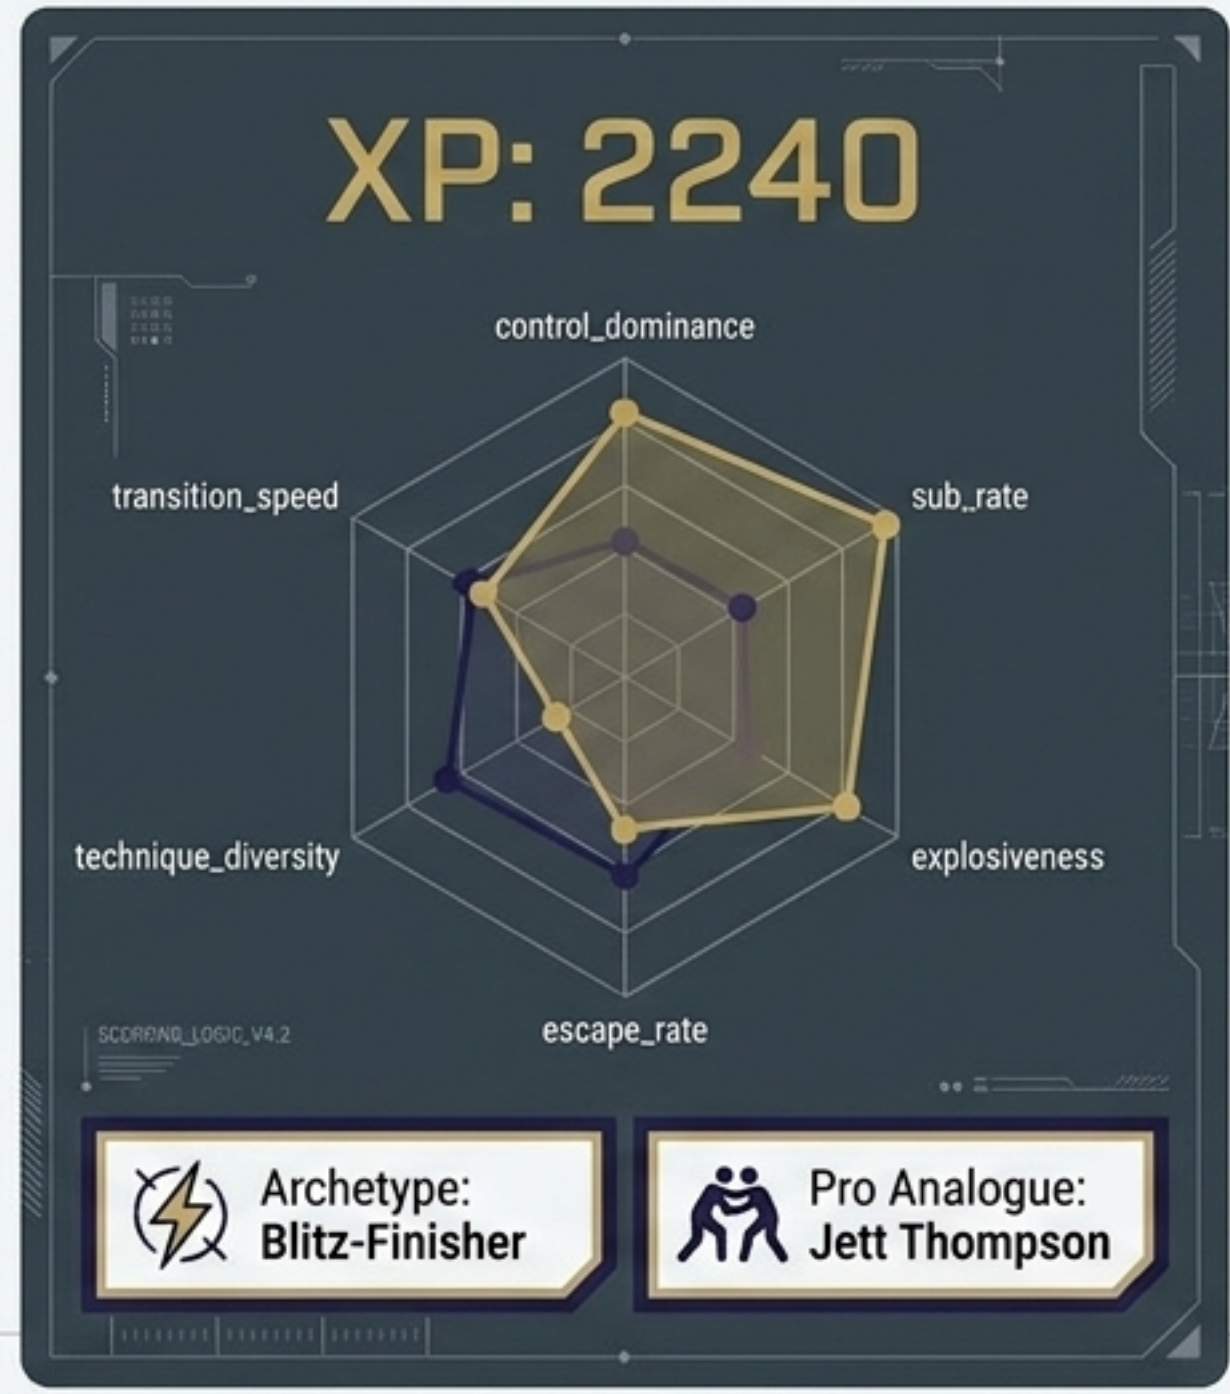 XP: 2240
control_dominance
transition_speed
sub_rate
technique_diversity
explosiveness
escape_rate
Archetype:
Blitz-Finisher
Pro Analogue:
Jett Thompson